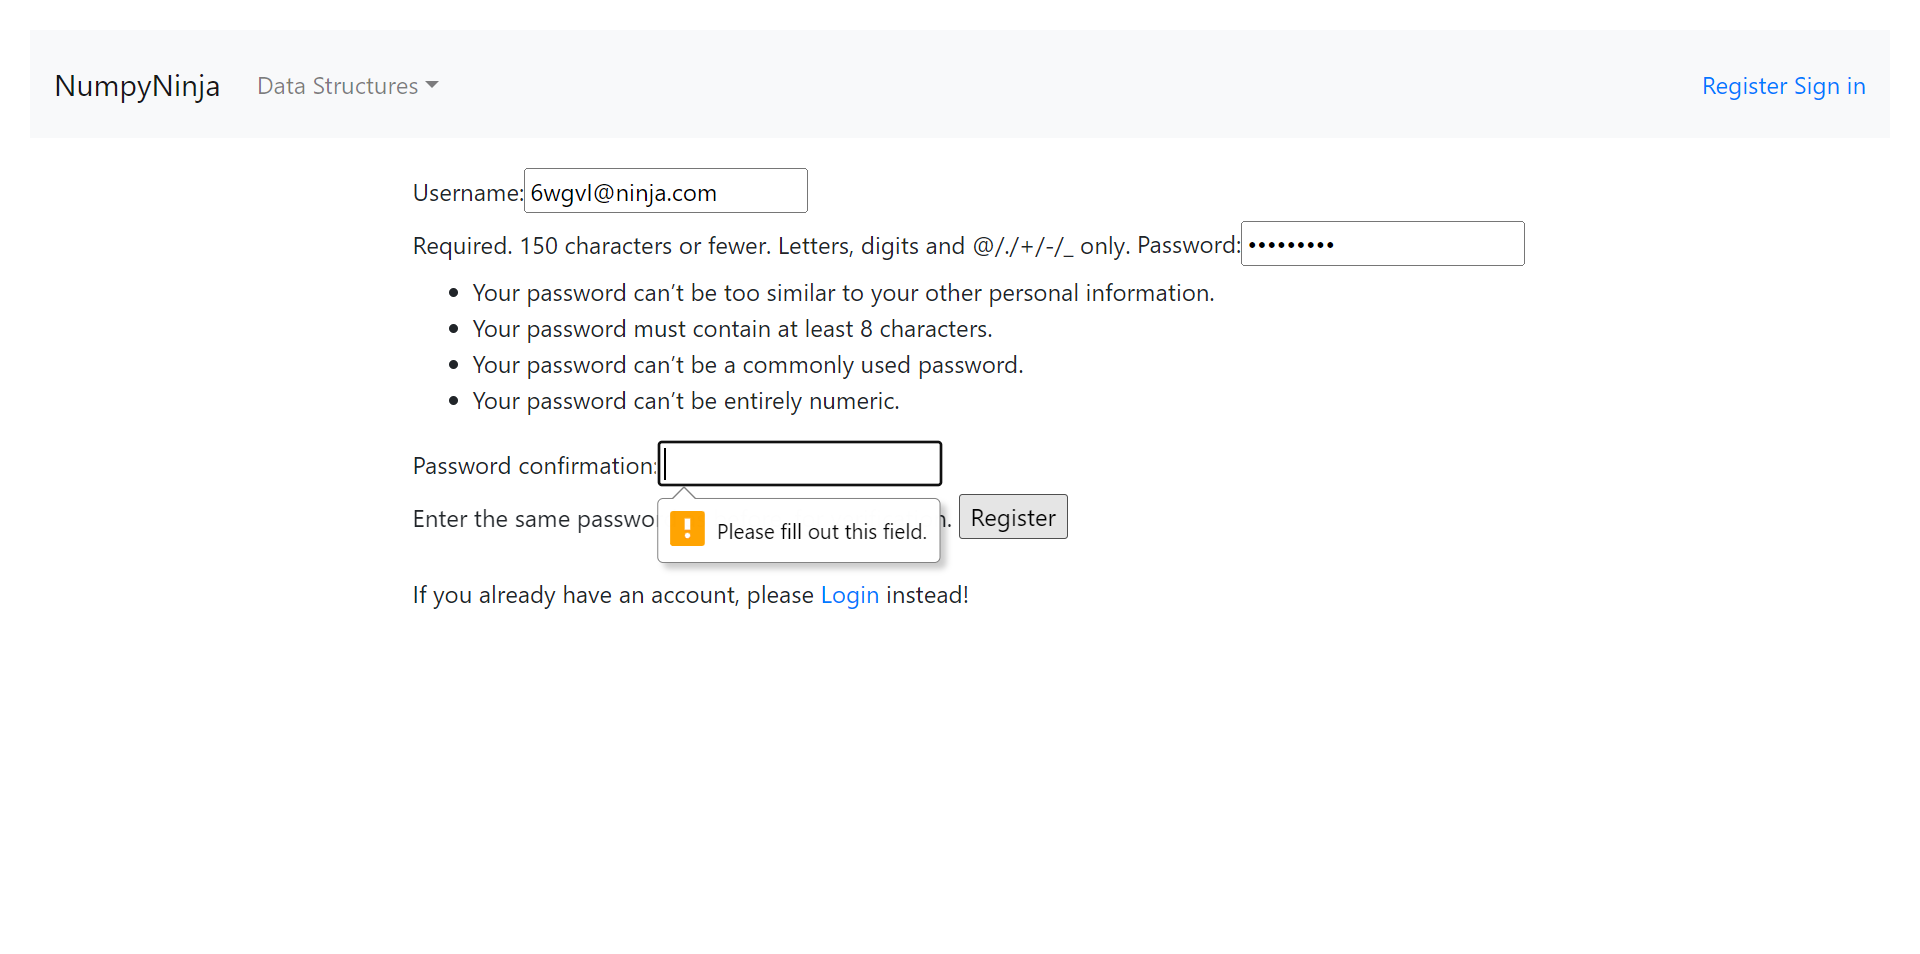 NumpyNinja Data Structures Register Sign in
Username: 6wgvl@ninja.com
Required. 150 characters or fewer. Letters, digits and @/./+/-/_ only. Password: •••••••••
• Your password can’t be too similar to your other personal information.
• Your password must contain at least 8 characters.
• Your password can’t be a commonly used password.
• Your password can’t be entirely numeric.
Password confirmation:
Enter the same Register
Please fill out this field.
If you already have an account, please Login instead!